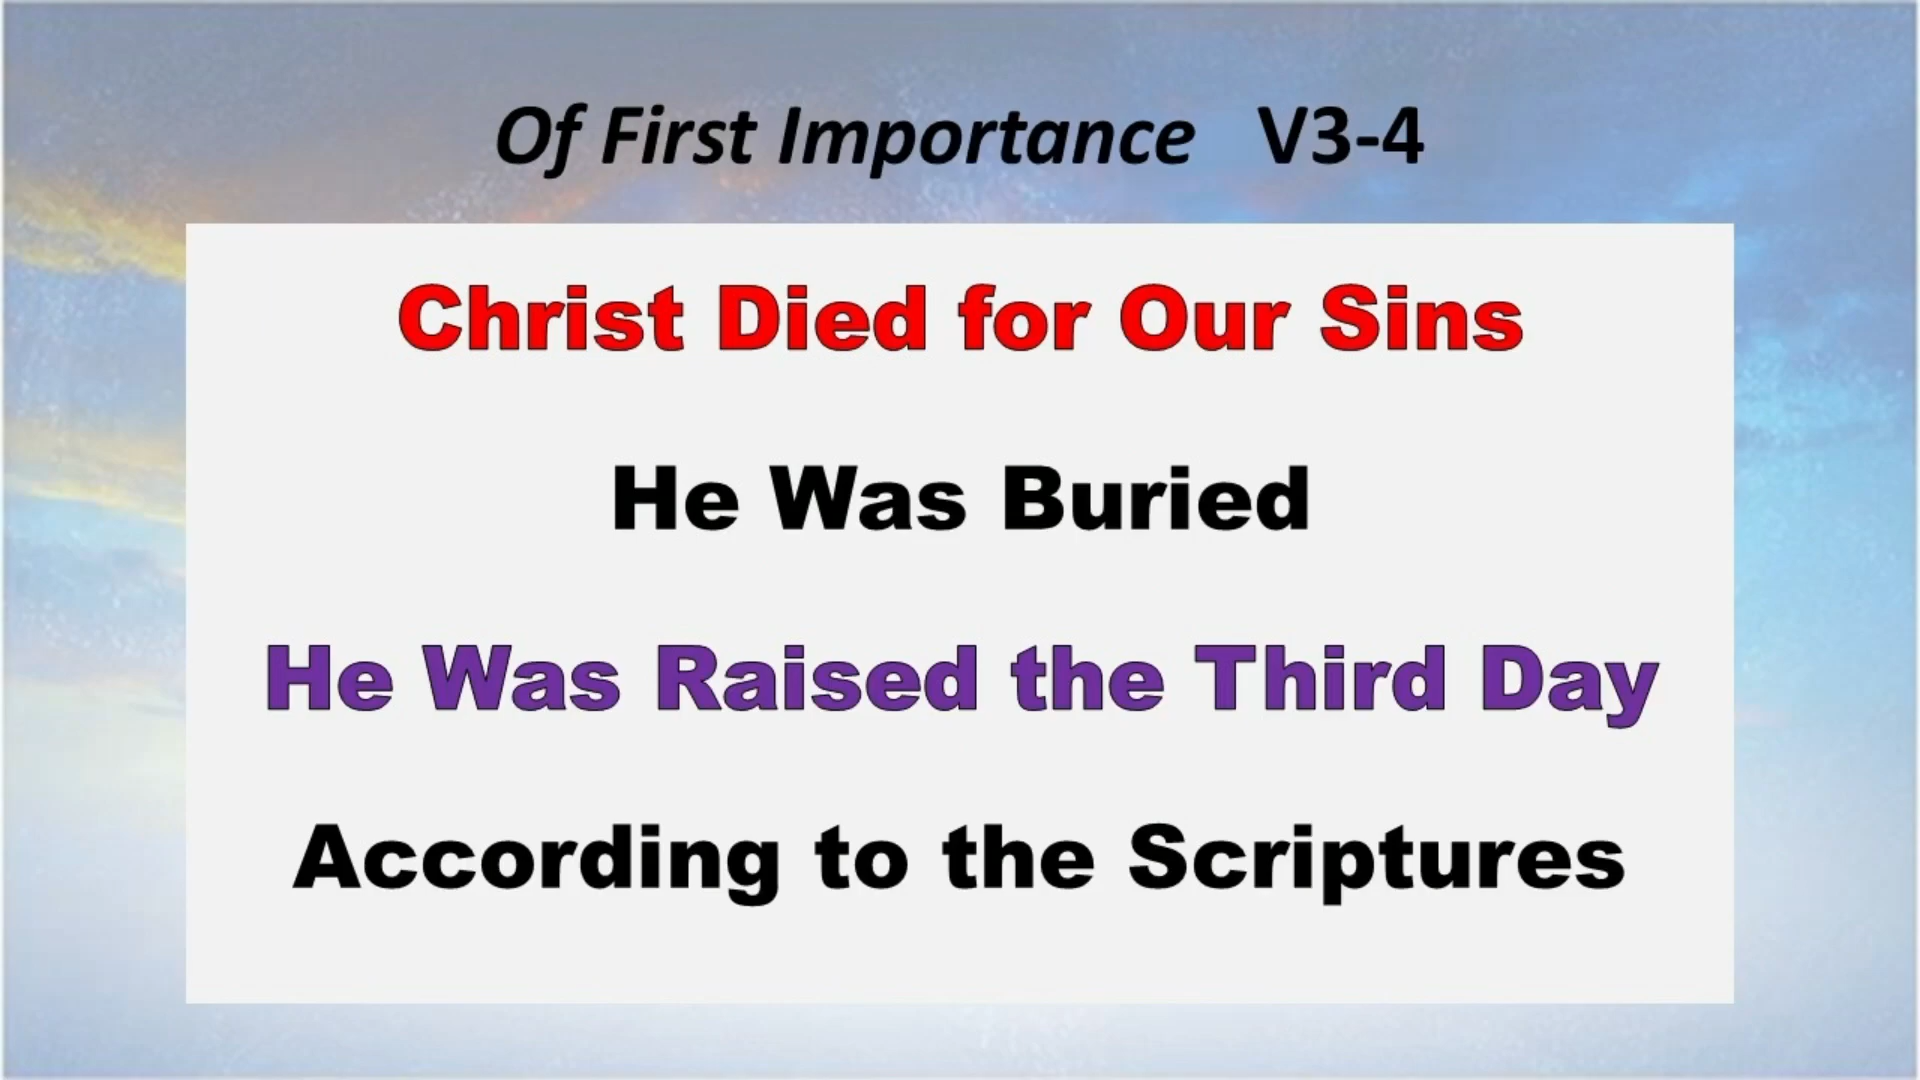 Of First Importance V3-4
Christ Died for Our Sins
He Was Buried
He Was Raised the Third Day
According to the Scriptures